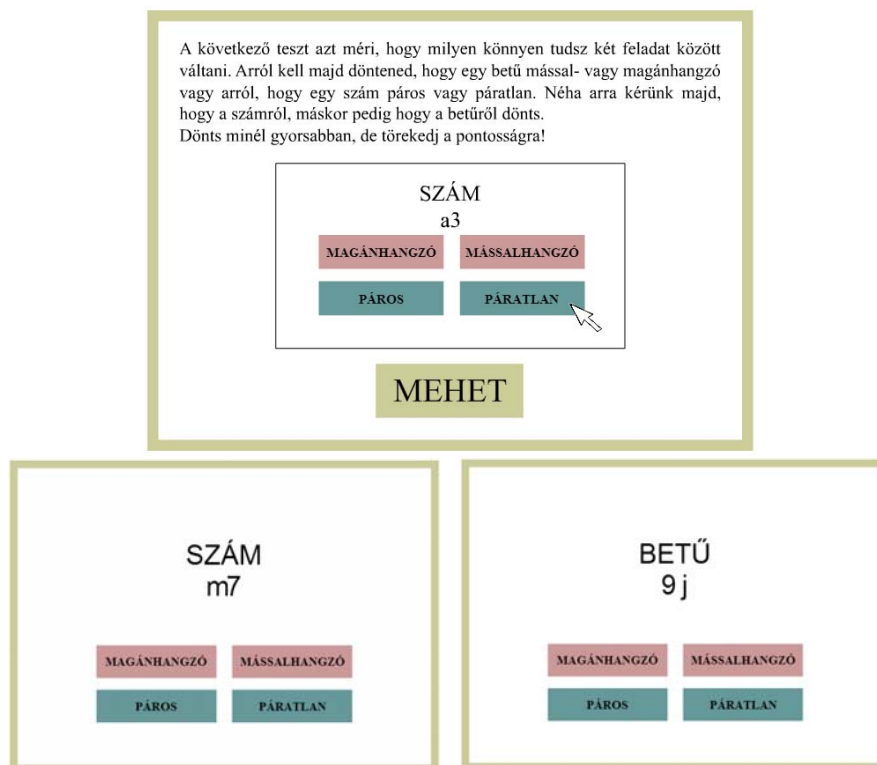 A következő teszt azt méri, hogy milyen könnyen tudsz két feladat között
váltani. Arról kell majd döntened, hogy egy betű mással- vagy magánhangzó
vagy arról, hogy egy szám páros vagy páratlan. Néha arra kérünk majd,
hogy a számról, máskor pedig hogy a betűről dönts.
Dönts minél gyorsabban, de törekedj a pontosságra!
SZÁM
a3
MAGÁNHANGZÓ MÁSSALHANGZÓ
PÁROS PÁRATLAN
MEHET
SZÁM
m7
MAGÁNHANGZÓ MÁSSALHANGZÓ
PÁROS PÁRATLAN
BETŰ
9 j
MAGÁNHANGZÓ MÁSSALHANGZÓ
PÁROS PÁRATLAN